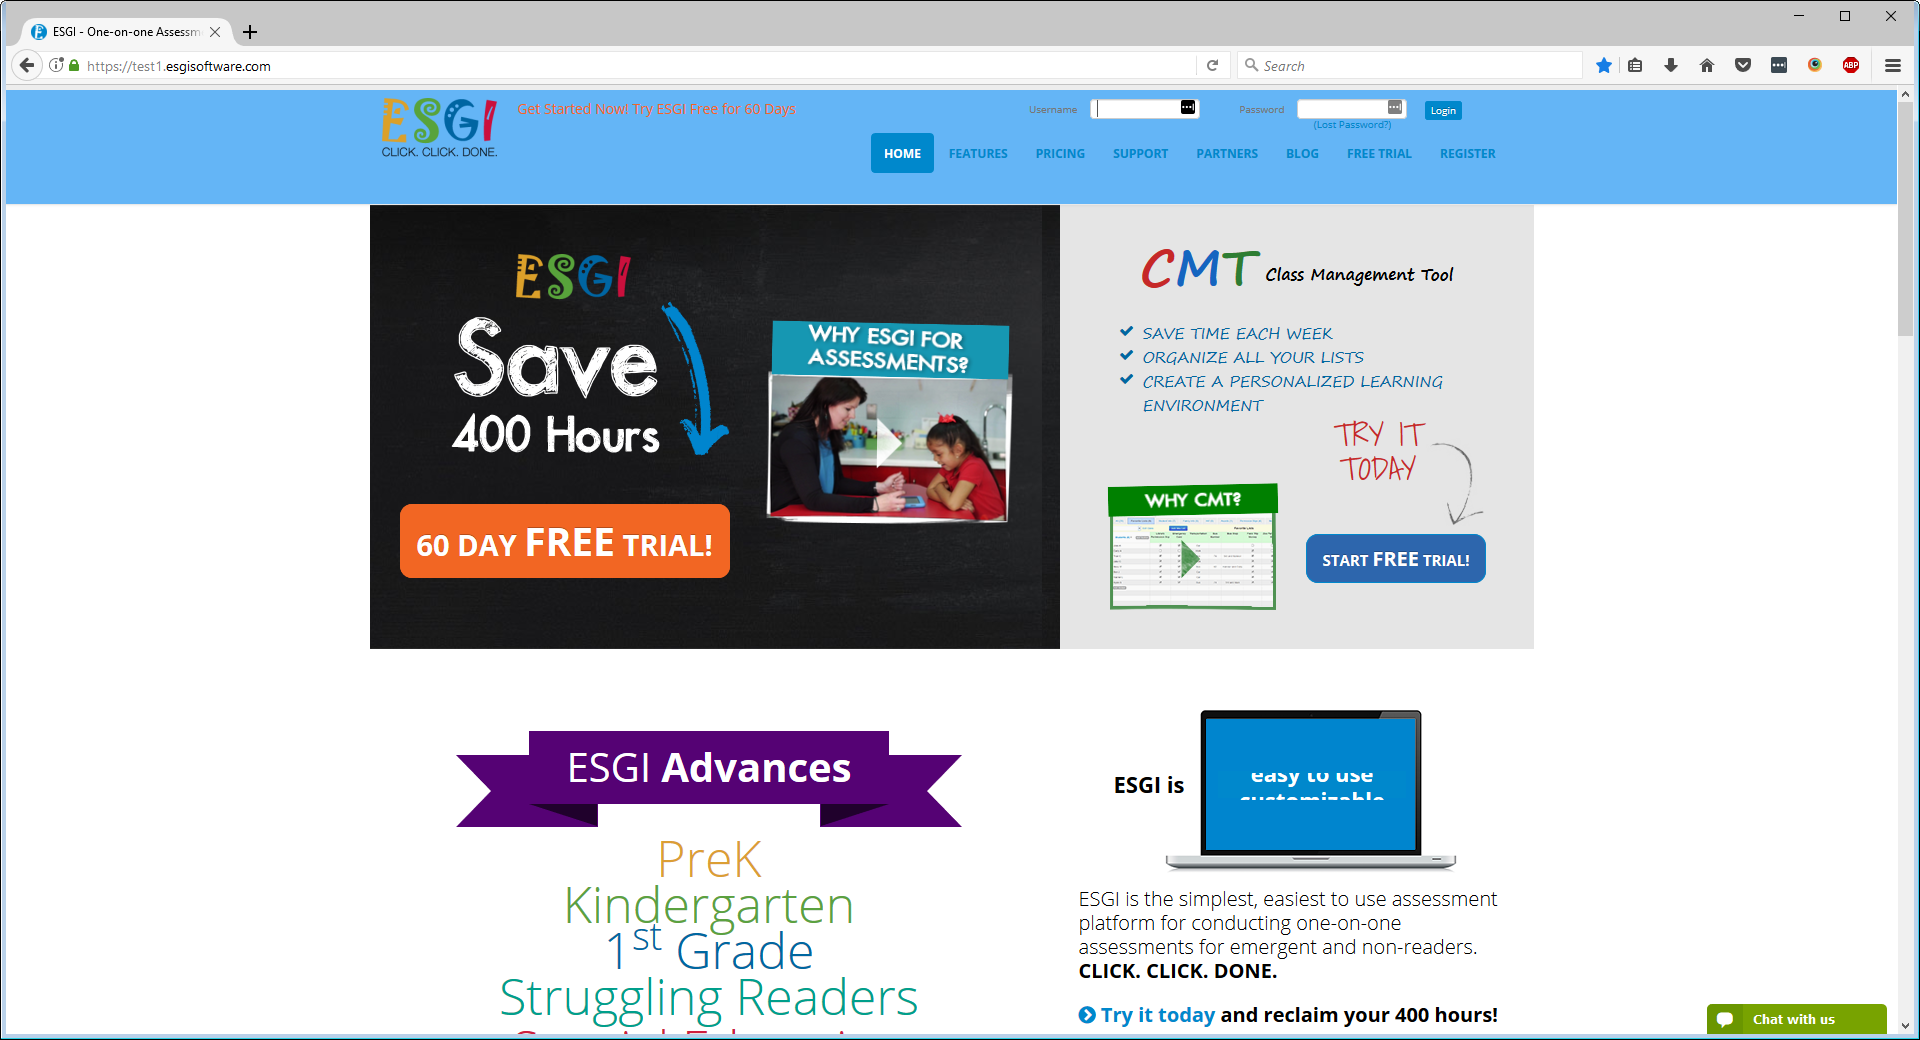 ESGI - One-on-one Assessm
https://test1.esgisoftware.com
Search
ABP
ESGI
CLICK. CLICK. DONE.
Get Started Now! Try ESGI Free for 60 Days
Username
Password
Login
(Lost Password?)
HOME FEATURES PRICING SUPPORT PARTNERS BLOG FREE TRIAL REGISTER
ESGI
Save
400 Hours
60 DAY FREE TRIAL!
WHY ESGI FOR
ASSESSMENTS?
CMT Class Management Tool
SAVE TIME EACH WEEK
ORGANIZE ALL YOUR LISTS
CREATE A PERSONALIZED LEARNING
ENVIRONMENT
TRY IT
TODAY
WHY CMT?
START FREE TRIAL!
ESGI Advances
PreK
Kindergarten
1st Grade
Struggling Readers
ESGI is
easy to use
customizable
ESGI is the simplest, easiest to use assessment
platform for conducting one-on-one
assessments for emergent and non-readers.
CLICK. CLICK. DONE.
Try it today and reclaim your 400 hours!
Chat with us